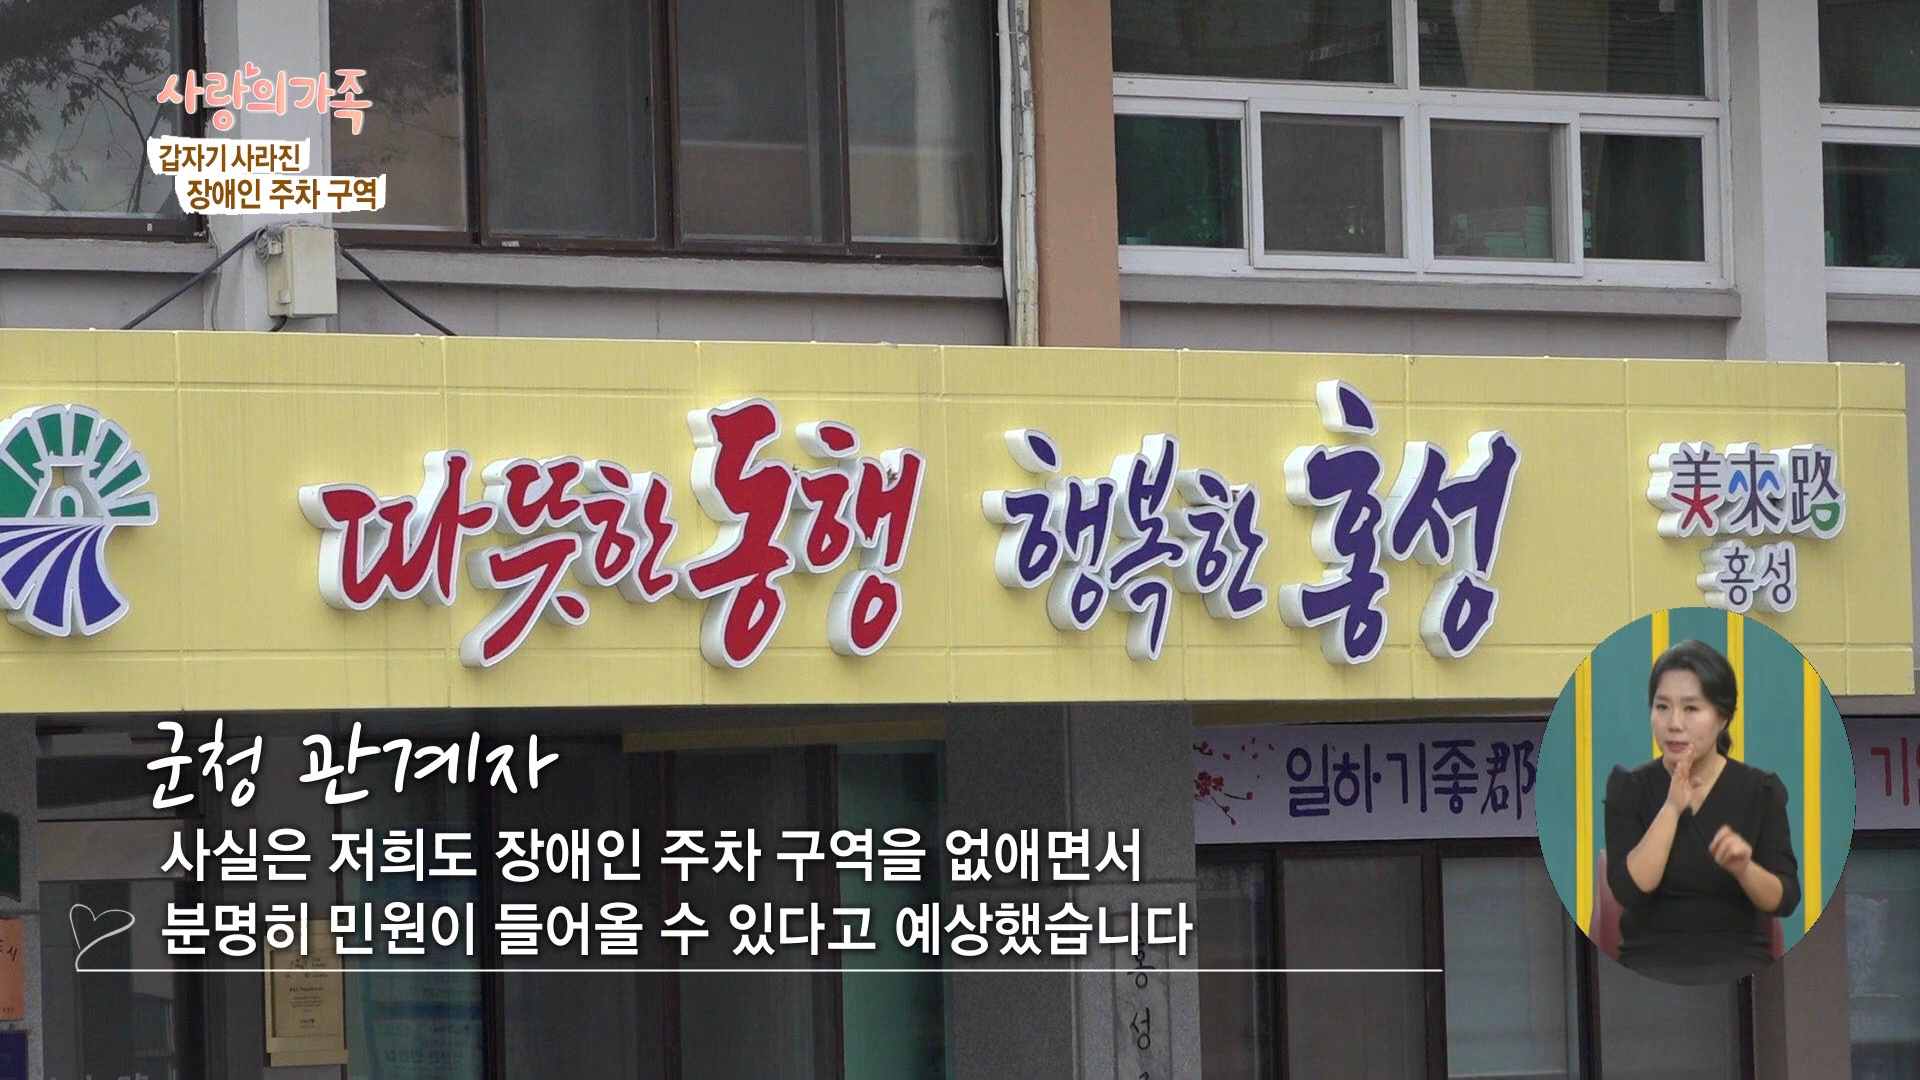 사랑의 가족
갑자기 사라진
장애인 주차 구역
따뜻한 동행 행복한 홍성
美來路
홍성
일하기좋郡
기
군청 관계자
사실은 저희도 장애인 주차 구역을 없애면서
분명히 민원이 들어올 수 있다고 예상했습니다
홍성